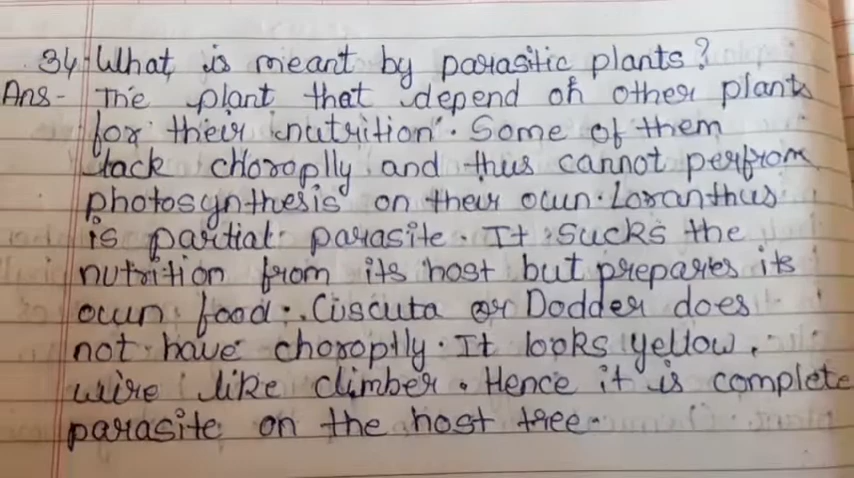 34. What is meant by parasitic plants?
Ans- The plant that depend on other plants
for their nutrition. Some of them
lack choroplly and thus cannot perfrom
photosynthesis on their own. Loranthus
is partial parasite. It sucks the
nutrition from its host but prepares its
own food. Cuscuta or Dodder does
not have choroplly. It looks yellow,
wire like climber. Hence it is complete
parasite on the host tree-